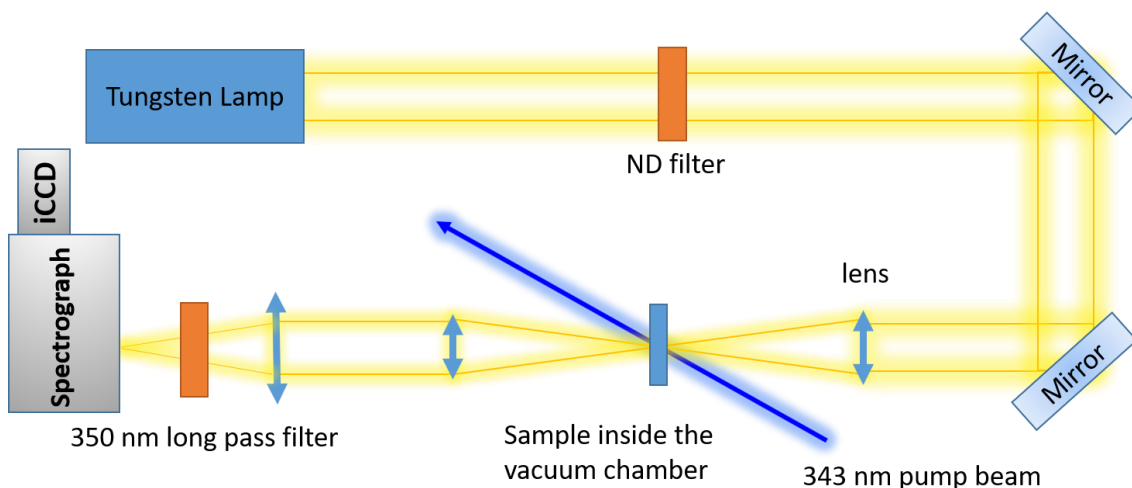 Tungsten Lamp
Mirror
ND filter
iCCD
Spectrograph
lens
Mirror
350 nm long pass filter
Sample inside the
vacuum chamber
343 nm pump beam